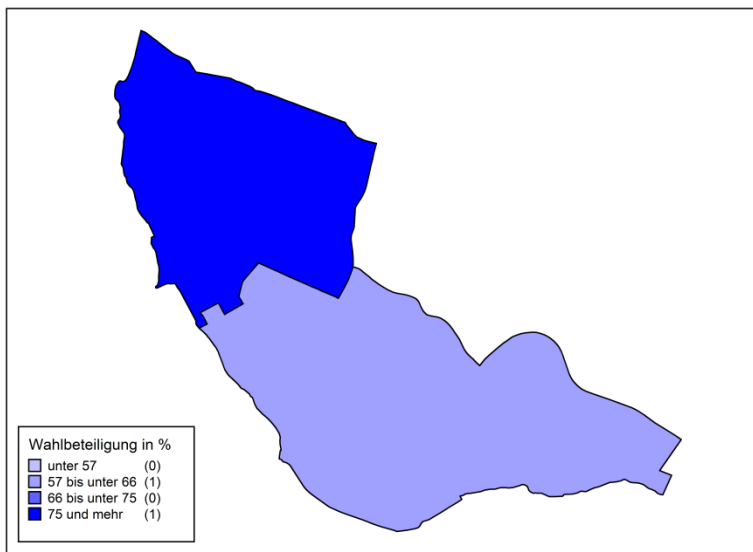 Wahlbeteiligung in %
unter 57 (0)
57 bis unter 66 (1)
66 bis unter 75 (0)
75 und mehr (1)